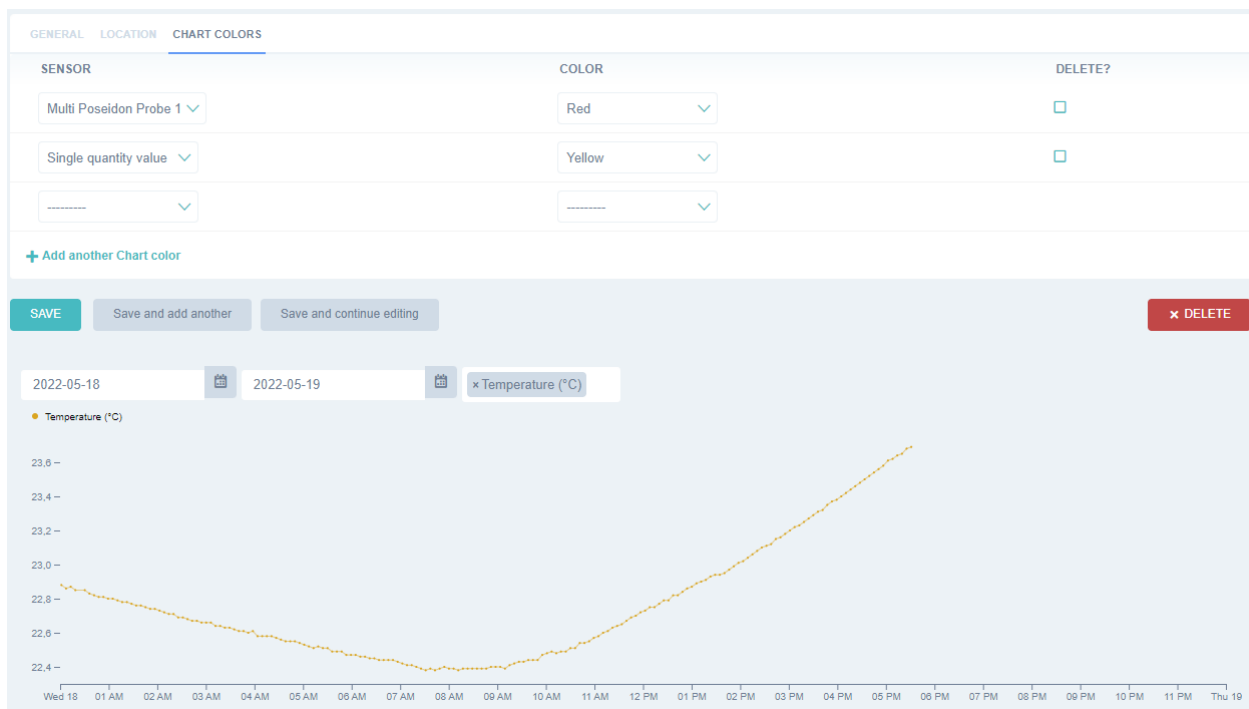 GENERAL LOCATION CHART COLORS
SENSOR COLOR DELETE?
Multi Poseidon Probe 1 Red
Single quantity value Yellow
--------- ---------
Add another Chart color
SAVE Save and add another Save and continue editing × DELETE
2022-05-18 2022-05-19 × Temperature (°C)
Temperature (°C)
23,6
23,4
23,2
23,0
22,8
22,6
22,4
Wed 18 01 AM 02 AM 03 AM 04 AM 05 AM 06 AM 07 AM 08 AM 09 AM 10 AM 11 AM 12 PM 01 PM 02 PM 03 PM 04 PM 05 PM 06 PM 07 PM 08 PM 09 PM 10 PM 11 PM Thu 19